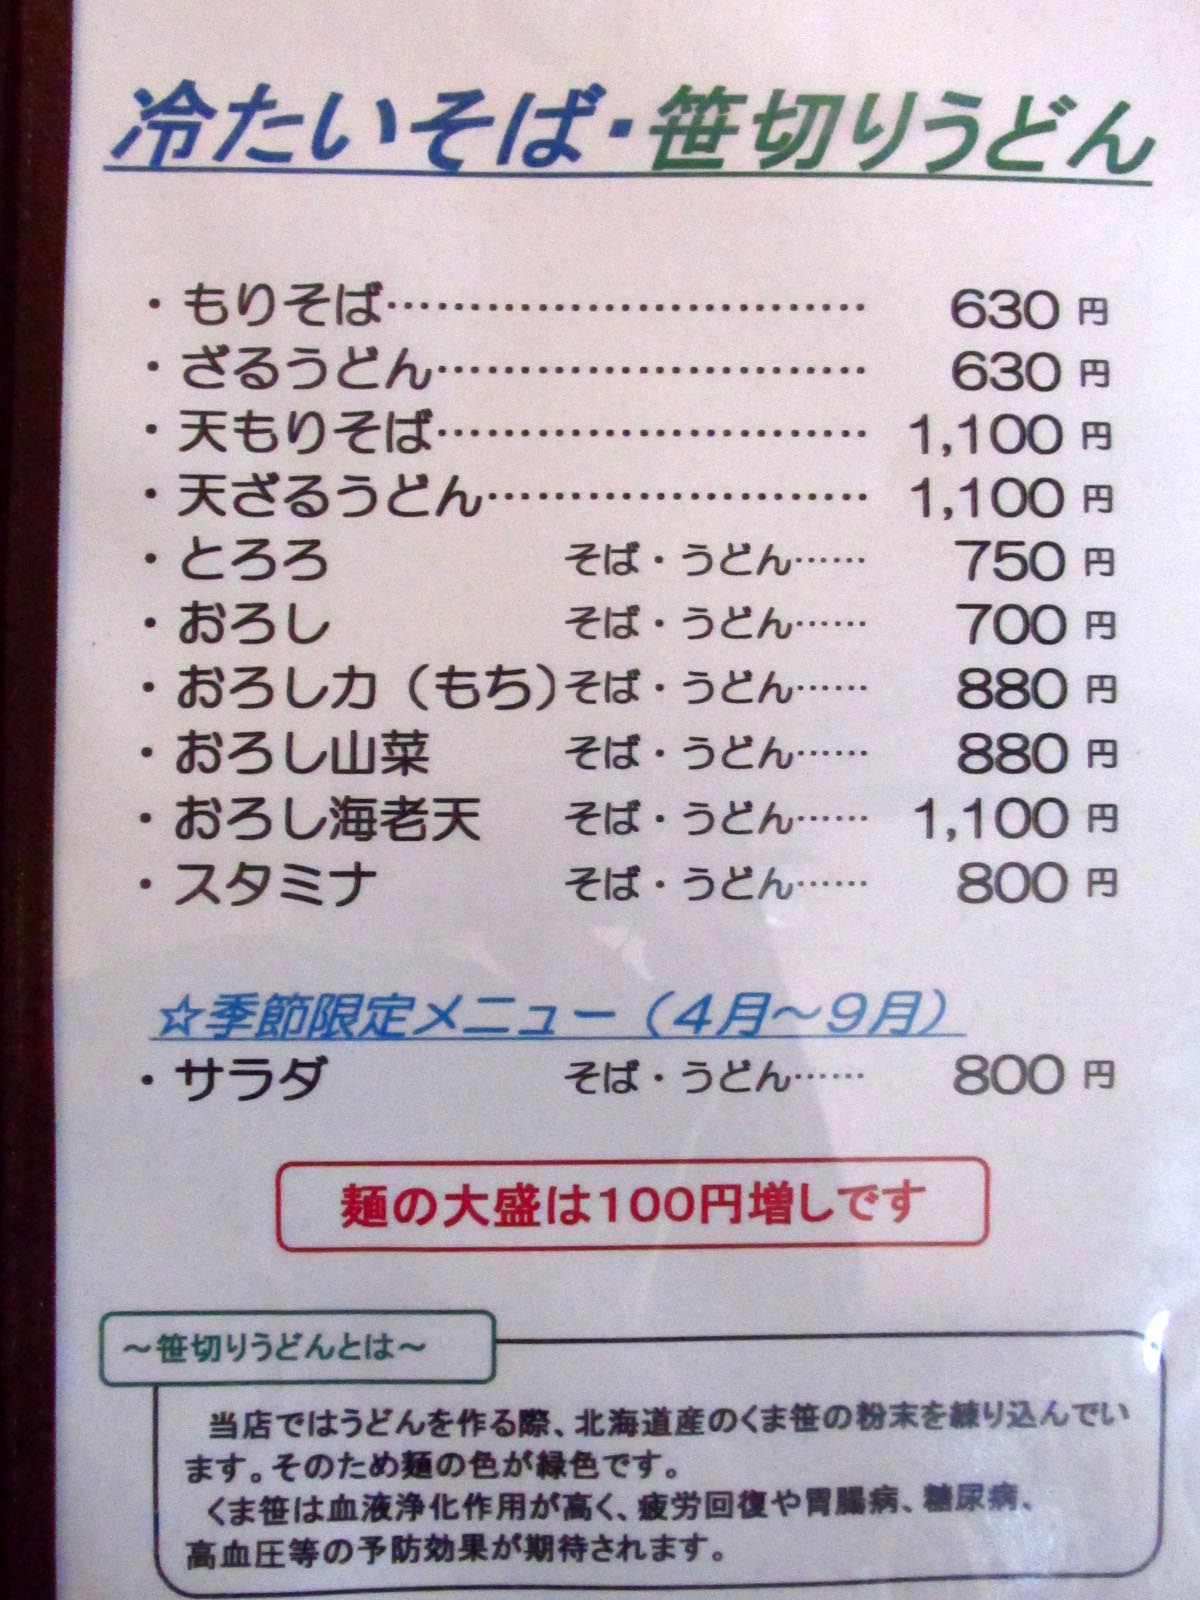 冷たいそば・笹切りうどん
・もりそば…………………………… 630円
・ざるうどん………………………… 630円
・天もりそば………………………… 1,100円
・天ざるうどん……………………… 1,100円
・とろろ そば・うどん…… 750円
・おろし そば・うどん…… 700円
・おろし力(もち)そば・うどん…… 880円
・おろし山菜 そば・うどん…… 880円
・おろし海老天 そば・うどん…… 1,100円
・スタミナ そば・うどん…… 800円
☆季節限定メニュー(4月～9月)
・サラダ そば・うどん…… 800円
麺の大盛は100円増しです
～笹切りうどんとは～
当店ではうどんを作る際、北海道産のくま笹の粉末を練り込んでい
ます。そのため麺の色が緑色です。
くま笹は血液浄化作用が高く、疲労回復や胃腸病、糖尿病、
高血圧等の予防効果が期待されます。